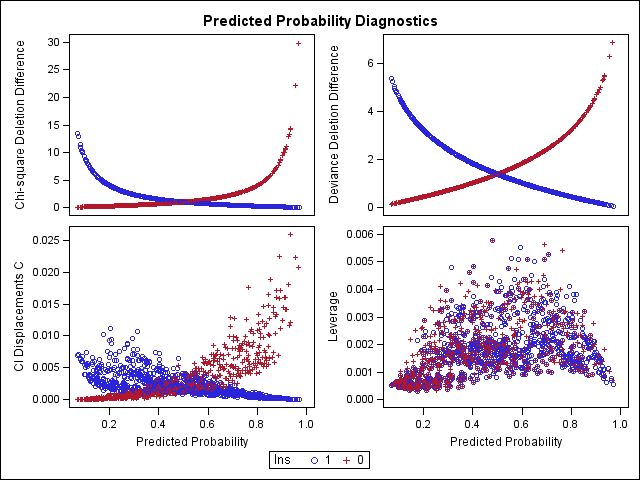 Predicted Probability Diagnostics
Chi-square Deletion Difference
30
25
20
15
10
5
0
Deviance Deletion Difference
6
4
2
0
CI Displacements C
0.025
0.020
0.015
0.010
0.005
0.000
0.2 0.4 0.6 0.8 1.0
Predicted Probability
Leverage
0.006
0.005
0.004
0.003
0.002
0.001
0.000
0.2 0.4 0.6 0.8 1.0
Predicted Probability
Ins 1 0